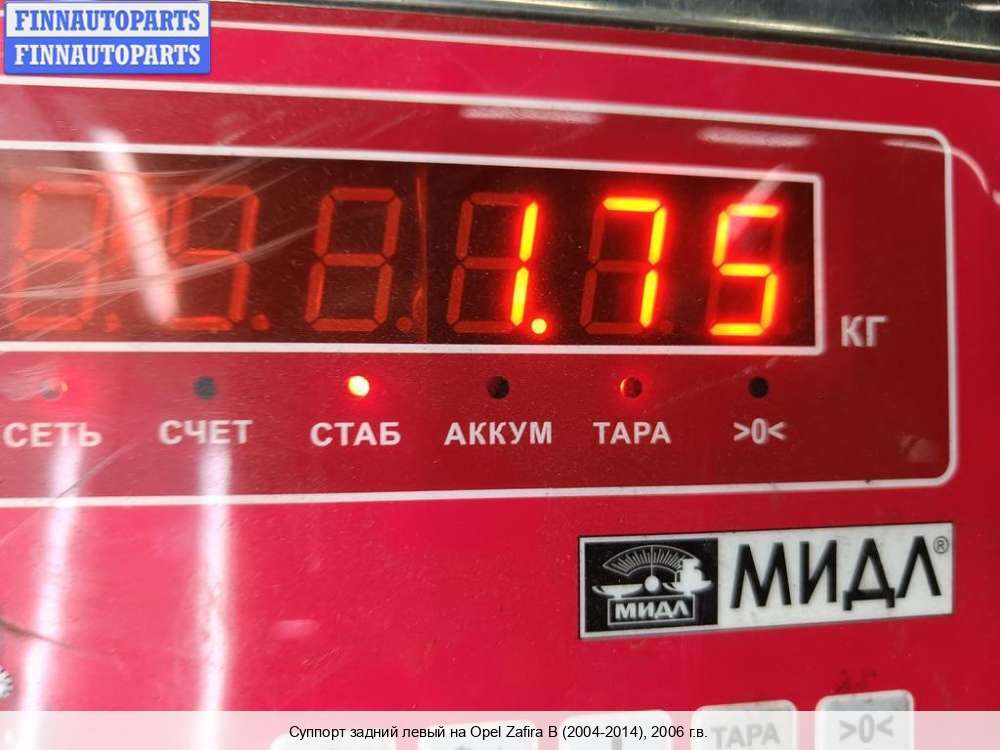 FINNAUTOPARTS
FINNAUTOPARTS
1.75
КГ
СЕТЬ СЧЕТ СТАБ АККУМ ТАРА >0<
МИДЛ МИДЛ®
ТАРА >0<
Суппорт задний левый на Opel Zafira B (2004-2014), 2006 г.в.